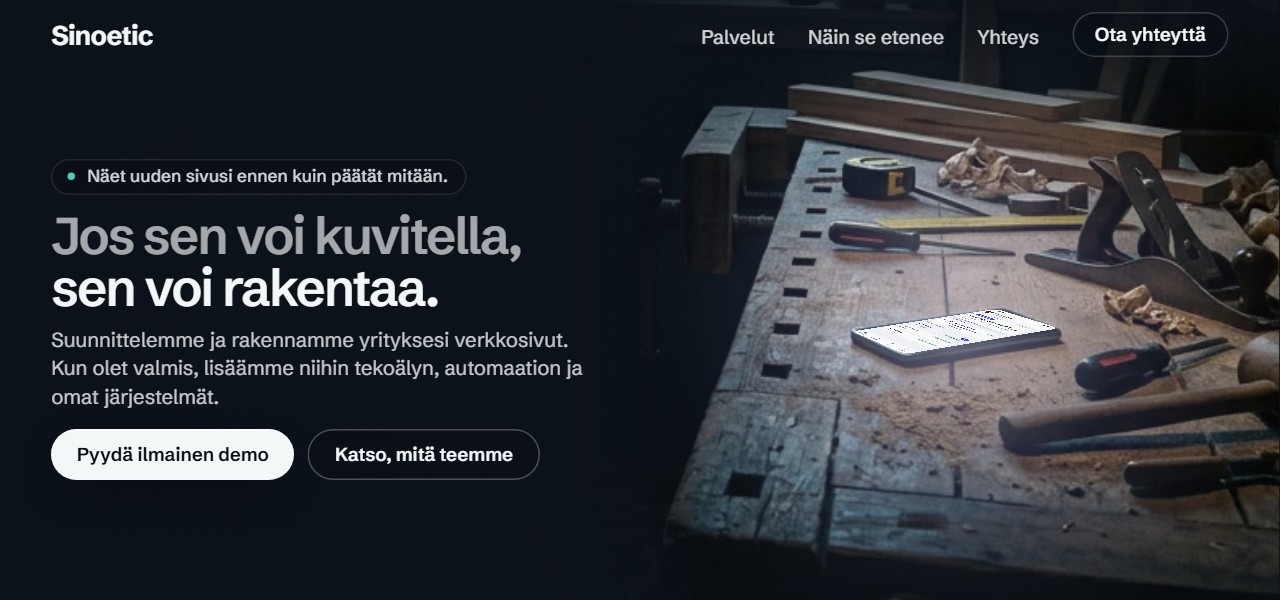 Sinoetic
Palvelut
Näin se etenee
Yhteys
Ota yhteyttä
Näet uuden sivusi ennen kuin päätät mitään.
Jos sen voi kuvitella,
sen voi rakentaa.
Suunnittelemme ja rakennamme yrityksesi verkkosivut.
Kun olet valmis, lisäämme niihin tekoälyn, automaation ja
omat järjestelmät.
Pyydä ilmainen demo
Katso, mitä teemme